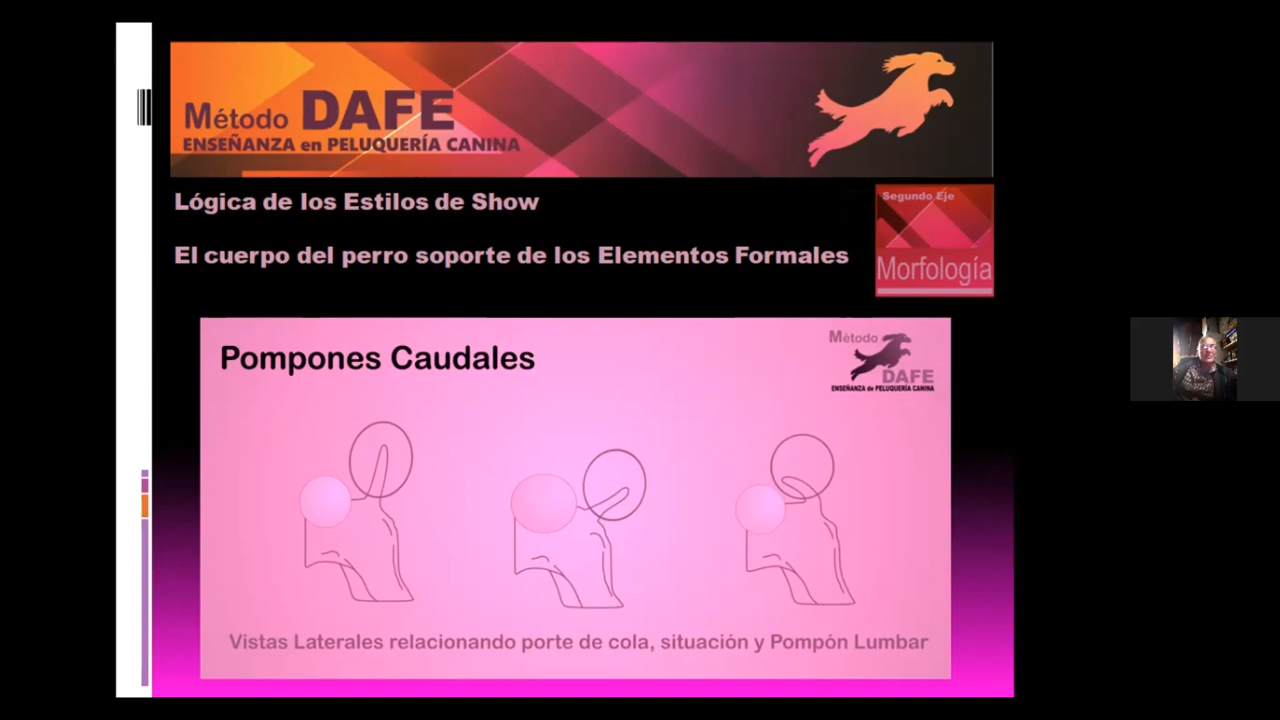 Método DAFE
ENSEÑANZA en PELUQUERÍA CANINA
Lógica de los Estilos de Show
Segundo Eje
El cuerpo del perro soporte de los Elementos Formales
Morfología
Pompones Caudales
Método
DAFE
ENSEÑANZA de PELUQUERÍA CANINA
Vistas Laterales relacionando porte de cola, situación y Pompón Lumbar